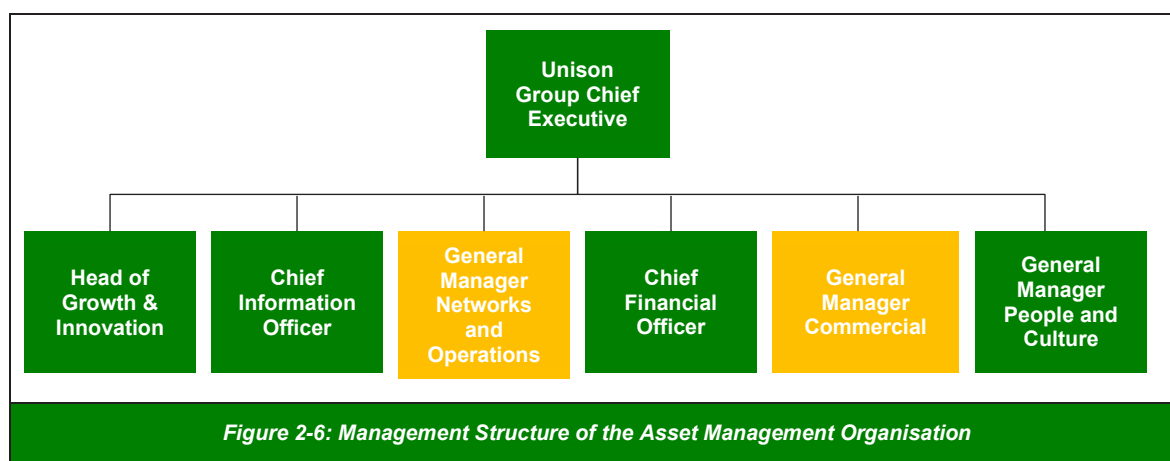 Unison
Group Chief
Executive
Head of
Growth &
Innovation
Chief
Information
Officer
General
Manager
Networks
and
Operations
Chief
Financial
Officer
General
Manager
Commercial
General
Manager
People and
Culture
Figure 2-6: Management Structure of the Asset Management Organisation